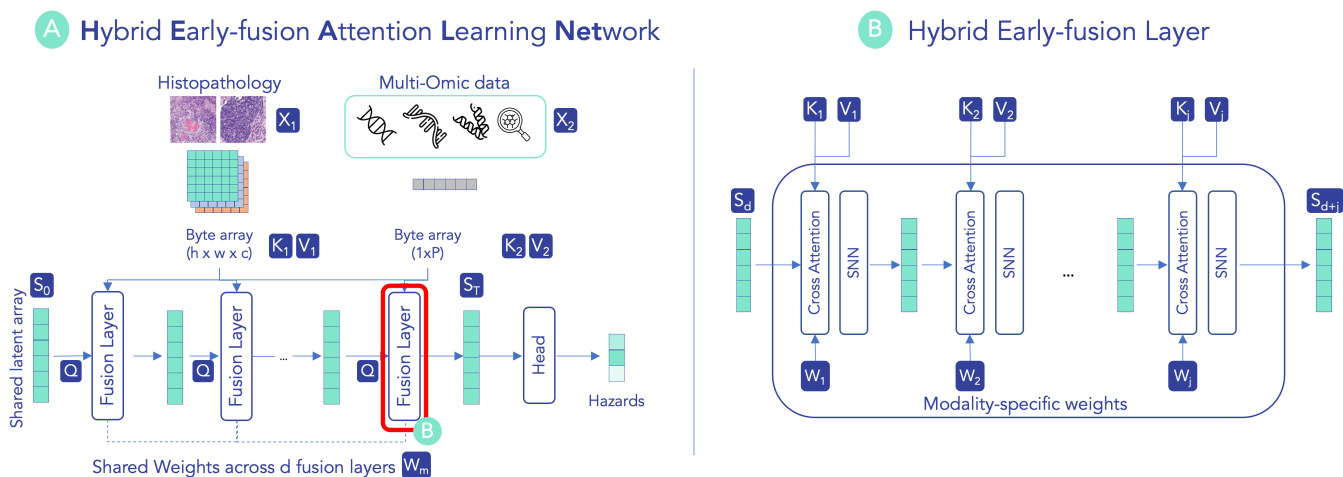 A Hybrid Early-fusion Attention Learning Network
Histopathology
X1
Multi-Omic data
X2
Byte array
(h x w x c)
K1 V1
Byte array
(1xP)
K2 V2
Shared latent array
S0
Q
Fusion Layer
Q
Fusion Layer
...
Q
Fusion Layer
B
ST
Head
Hazards
Shared Weights across d fusion layers Wm
B Hybrid Early-fusion Layer
K1 V1
K2 V2
Kj Vj
Sd
Cross Attention
SNN
Cross Attention
SNN
...
Cross Attention
SNN
Sd+j
W1
W2
Wj
Modality-specific weights